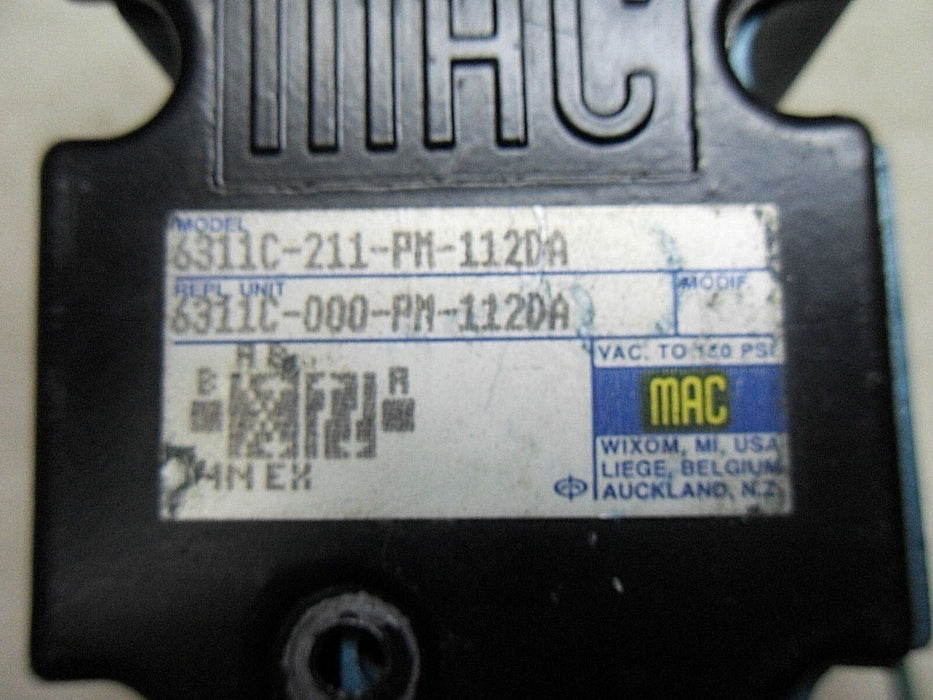 MAC
MODEL
6311C-211-PM-112DA
REPL. UNIT
6311C-000-PM-112DA
MODIF.
VAC. TO 150 PSI
MAC
A B
B A
IN EX
WIXOM, MI, USA
LIEGE, BELGIUM
AUCKLAND, N.Z.